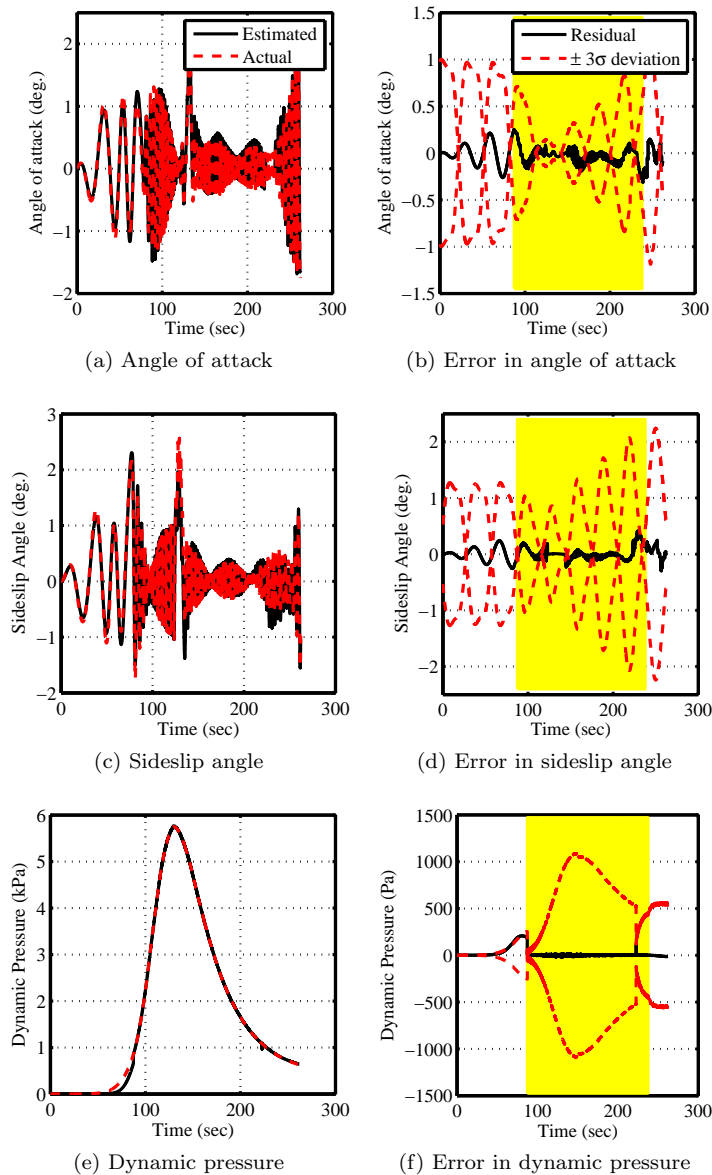 Estimated
Actual
2
1
0
−1
−2
0
100
200
300
Angle of attack (deg.)
Time (sec)
(a) Angle of attack
Residual
± 3σ deviation
1.5
1
0.5
0
−0.5
−1
−1.5
0
100
200
300
Angle of attack (deg.)
Time (sec)
(b) Error in angle of attack
3
2
1
0
−1
−2
0
100
200
300
Sideslip Angle (deg.)
Time (sec)
(c) Sideslip angle
2
1
0
−1
−2
0
100
200
300
Sideslip Angle (deg.)
Time (sec)
(d) Error in sideslip angle
6
5
4
3
2
1
0
0
100
200
300
Dynamic Pressure (kPa)
Time (sec)
(e) Dynamic pressure
1500
1000
500
0
−500
−1000
−1500
0
100
200
300
Dynamic Pressure (Pa)
Time (sec)
(f) Error in dynamic pressure